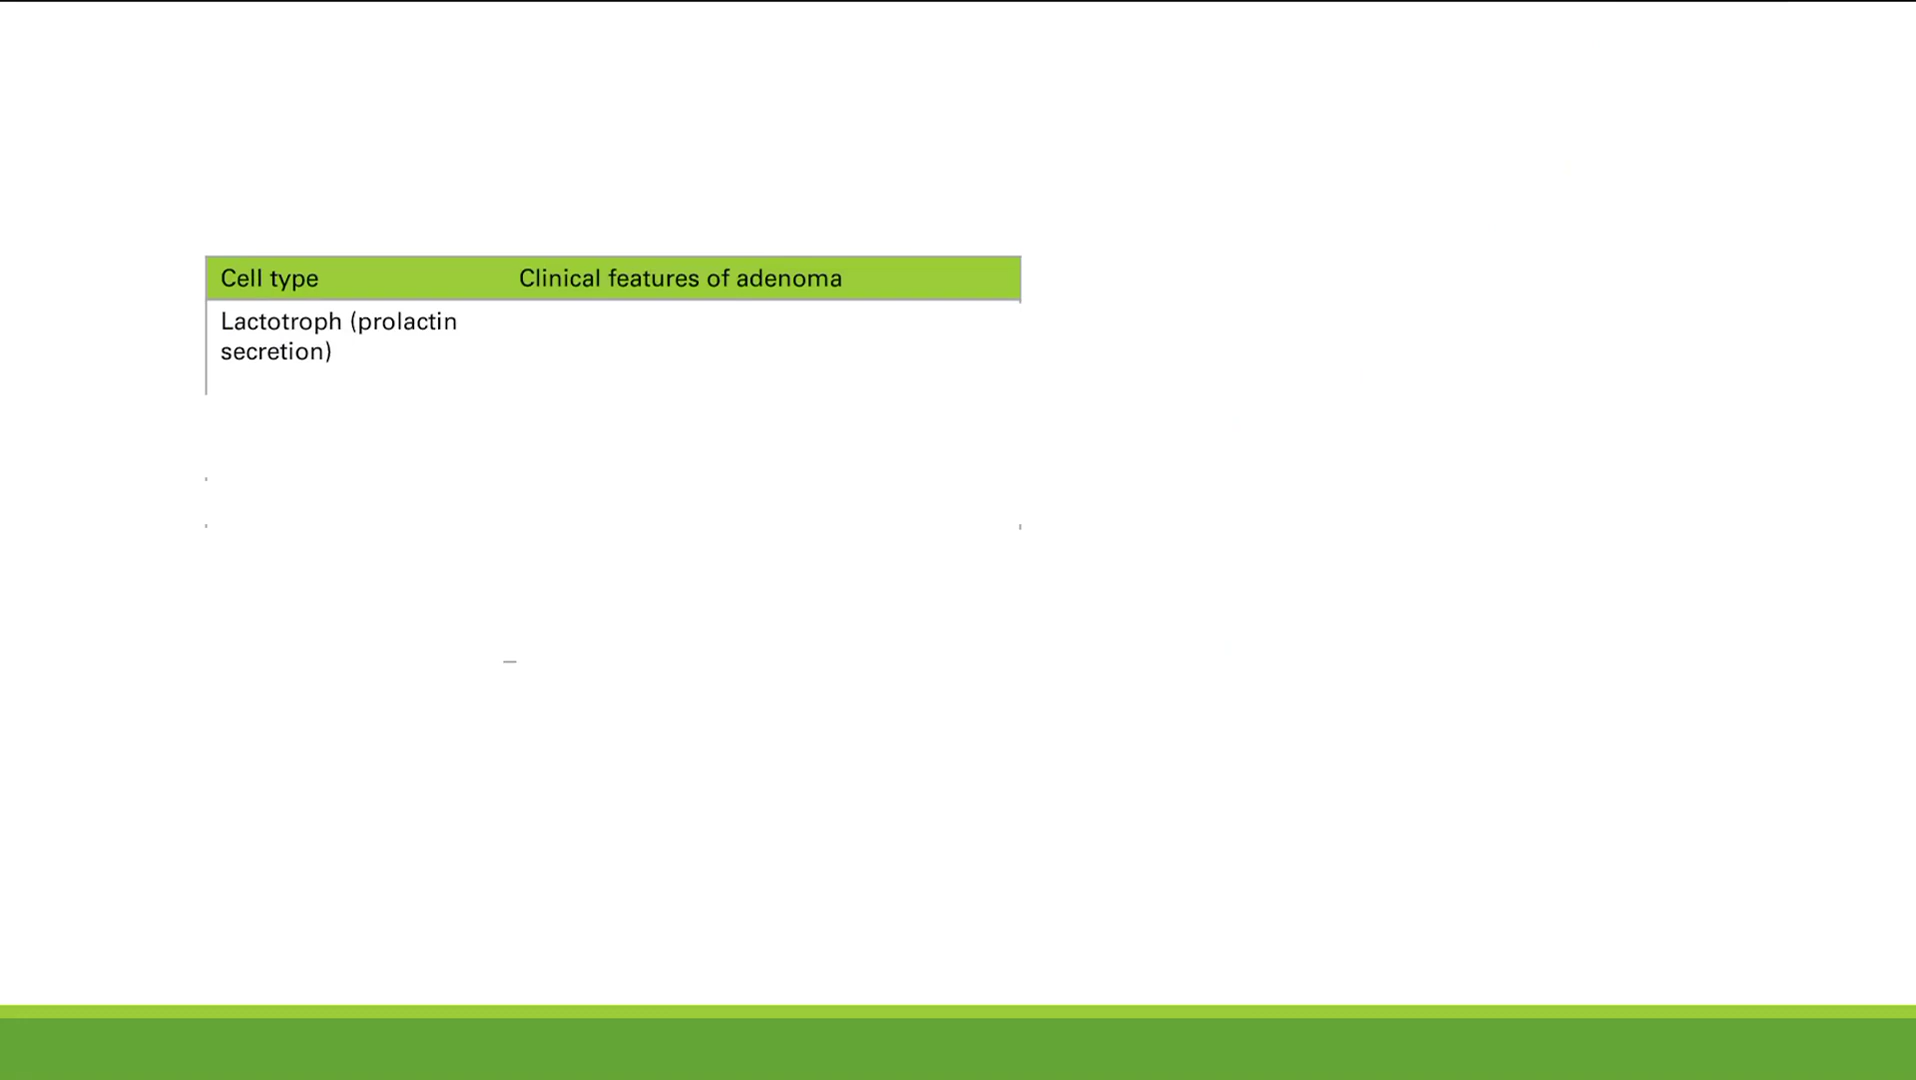 Cell type Clinical features of adenoma
Lactotroph (prolactin
secretion)